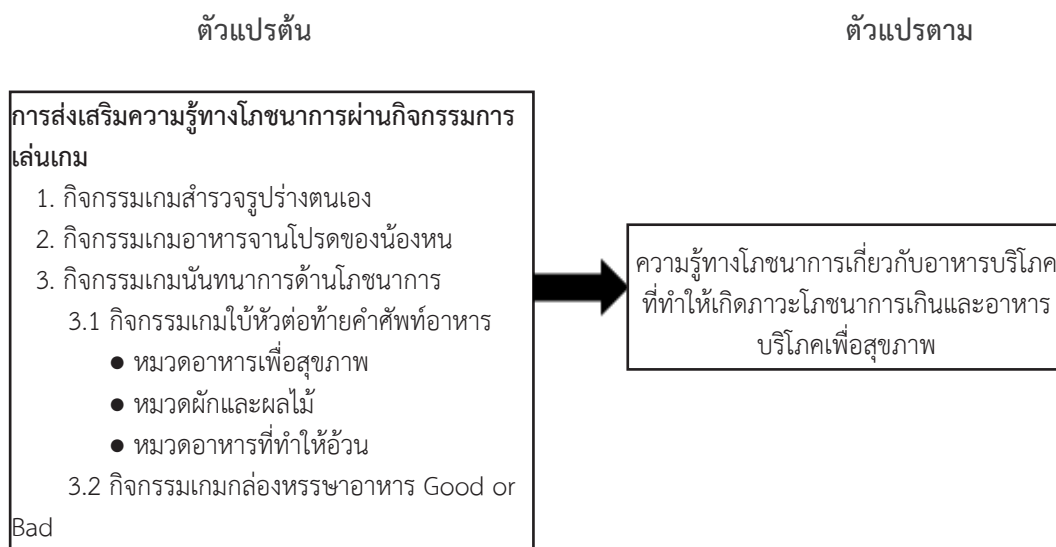 ตัวแปรต้น
ตัวแปรตาม
การส่งเสริมความรู้ทางโภชนาการผ่านกิจกรรมการ
เล่นเกม
1. กิจกรรมเกมสำรวจรูปร่างตนเอง
2. กิจกรรมเกมอาหารจานโปรดของน้องหน
3. กิจกรรมเกมนันทนาการด้านโภชนาการ
3.1 กิจกรรมเกมใบ้หัวต่อท้ายคำศัพท์อาหาร
● หมวดอาหารเพื่อสุขภาพ
● หมวดผักและผลไม้
● หมวดอาหารที่ทำให้อ้วน
3.2 กิจกรรมเกมกล่องหรรษาอาหาร Good or
Bad
ความรู้ทางโภชนาการเกี่ยวกับอาหารบริโภค
ที่ทำให้เกิดภาวะโภชนาการเกินและอาหาร
บริโภคเพื่อสุขภาพ